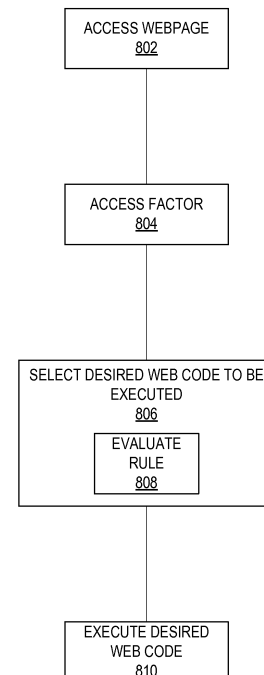 ACCESS WEBPAGE
802
ACCESS FACTOR
804
SELECT DESIRED WEB CODE TO BE
EXECUTED
806
EVALUATE
RULE
808
EXECUTE DESIRED
WEB CODE
810